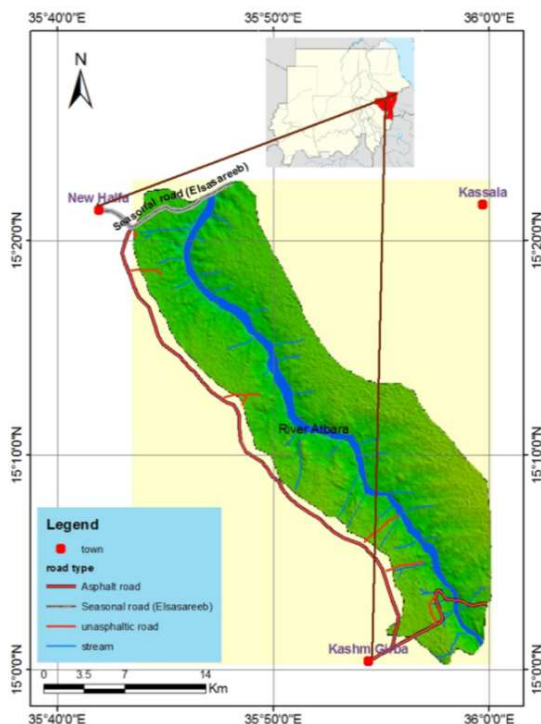 35°40'0"E
35°50'0"E
36°0'0"E
N
Seasonal road (Elsasareeb)
New Halfa
Kassala
15°20'0"N
15°20'0"N
River Atbara
15°10'0"N
15°10'0"N
Legend
town
road type
Asphalt road
Seasonal road (Elsasareeb)
unasphaltic road
stream
Kashm Girba
15°0'0"N
15°0'0"N
0 3.5 7 14
Km
35°40'0"E
35°50'0"E
36°0'0"E